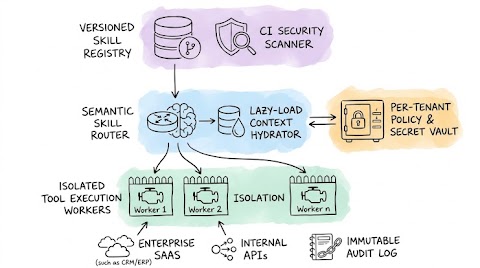 VERSIONED
SKILL
REGISTRY
CI SECURITY
SCANNER
SEMANTIC
SKILL
ROUTER
LAZY-LOAD
CONTEXT
HYDRATOR
PER-TENANT
POLICY &
SECRET VAULT
ISOLATED
TOOL EXECUTION
WORKERS
Worker 1
Worker 2
ISOLATION
Worker n
ENTERPRISE
SAAS
(such as CRM/ERP)
INTERNAL
APIs
IMMUTABLE
AUDIT LOG